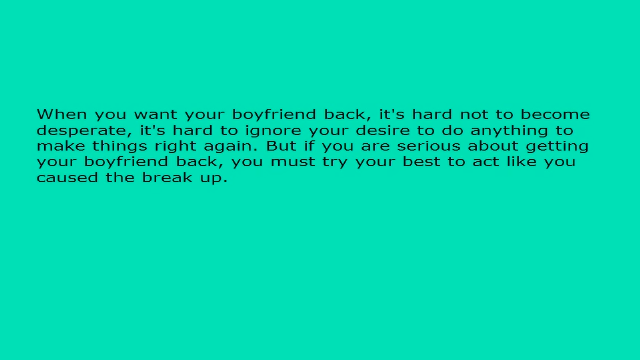 When you want your boyfriend back, it's hard not to become
desperate, it's hard to ignore your desire to do anything to
make things right again. But if you are serious about getting
your boyfriend back, you must try your best to act like you
caused the break up.